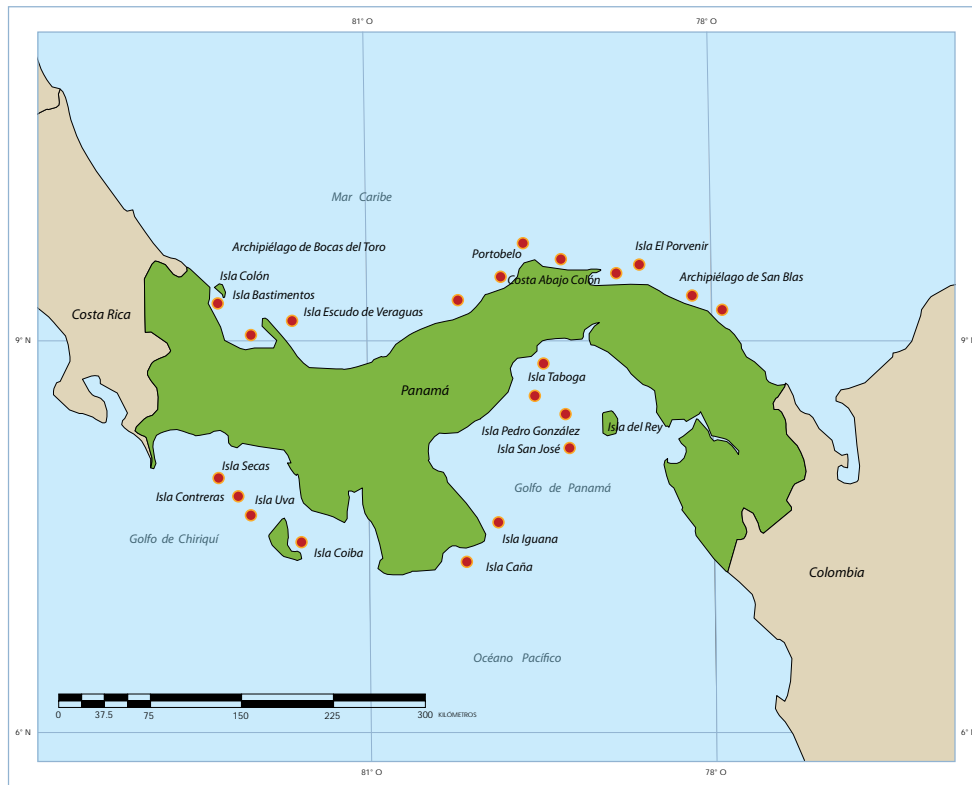 81° O 78° O
Mar Caribe
Archipiélago de Bocas del Toro
Isla El Porvenir
Portobelo
Isla Colón
Costa Abajo Colón
Archipiélago de San Blas
Isla Bastimentos
Costa Rica
Isla Escudo de Veraguas
9° N 9° N
Isla Taboga
Panamá
Isla Pedro González
Isla del Rey
Isla San José
Isla Secas
Golfo de Panamá
Isla Contreras
Isla Uva
Golfo de Chiriquí
Isla Iguana
Isla Coiba
Isla Caña
Colombia
Océano Pacífico
0 37.5 75 150 225 300 KILÓMETROS
6° N 6° N
81° O 78° O